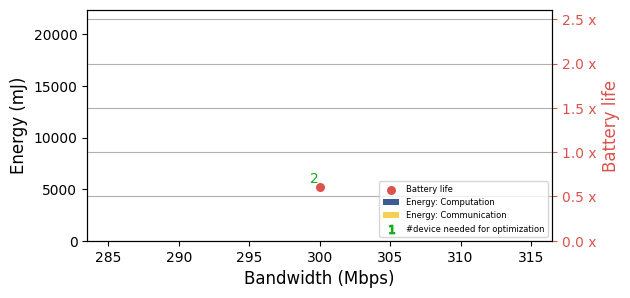 Energy (mJ)
20000
15000
10000
5000
0
2.5 x
2.0 x
1.5 x
1.0 x
0.5 x
0.0 x
Battery life
2
Battery life
Energy: Computation
Energy: Communication
1 #device needed for optimization
285 290 295 300 305 310 315
Bandwidth (Mbps)